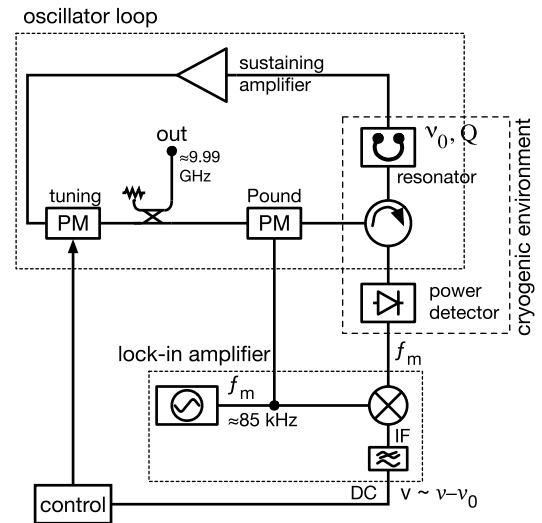 oscillator loop
sustaining
amplifier
out
≈9.99
GHz
ν₀, Q
resonator
tuning
PM
Pound
PM
cryogenic environment
power
detector
lock-in amplifier
fm
fm
≈85 kHz
IF
DC
v ~ ν−ν₀
control